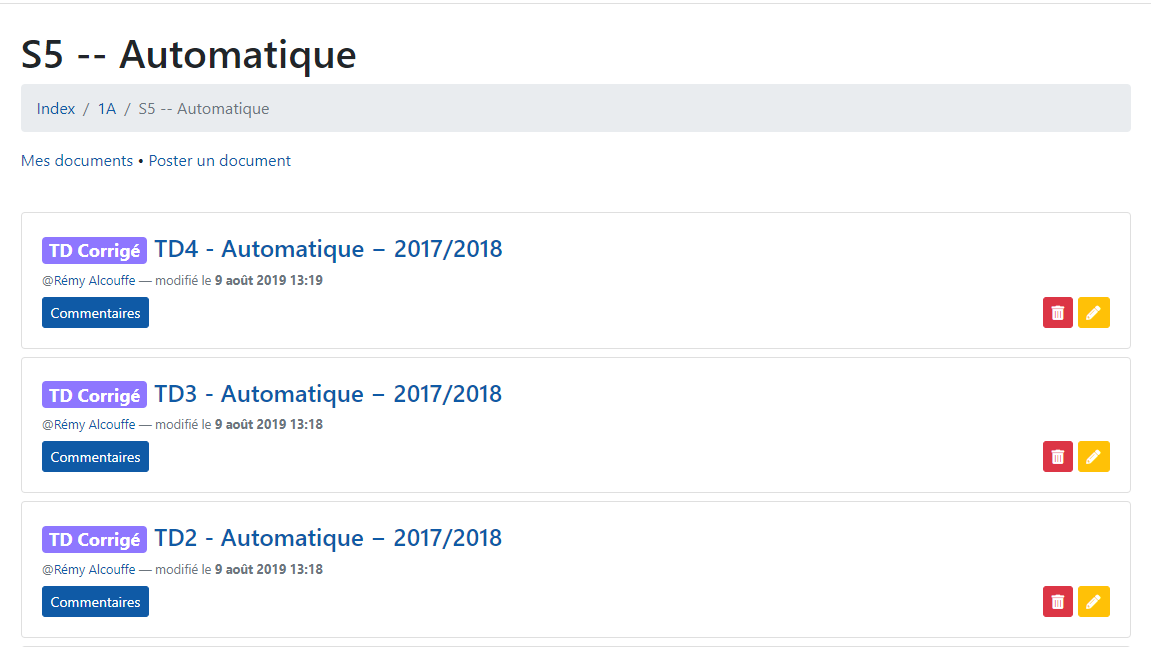 S5 -- Automatique
Index / 1A / S5 -- Automatique
Mes documents • Poster un document
TD Corrigé TD4 - Automatique – 2017/2018
@Rémy Alcouffe — modifié le 9 août 2019 13:19
Commentaires
TD Corrigé TD3 - Automatique – 2017/2018
@Rémy Alcouffe — modifié le 9 août 2019 13:18
Commentaires
TD Corrigé TD2 - Automatique – 2017/2018
@Rémy Alcouffe — modifié le 9 août 2019 13:18
Commentaires